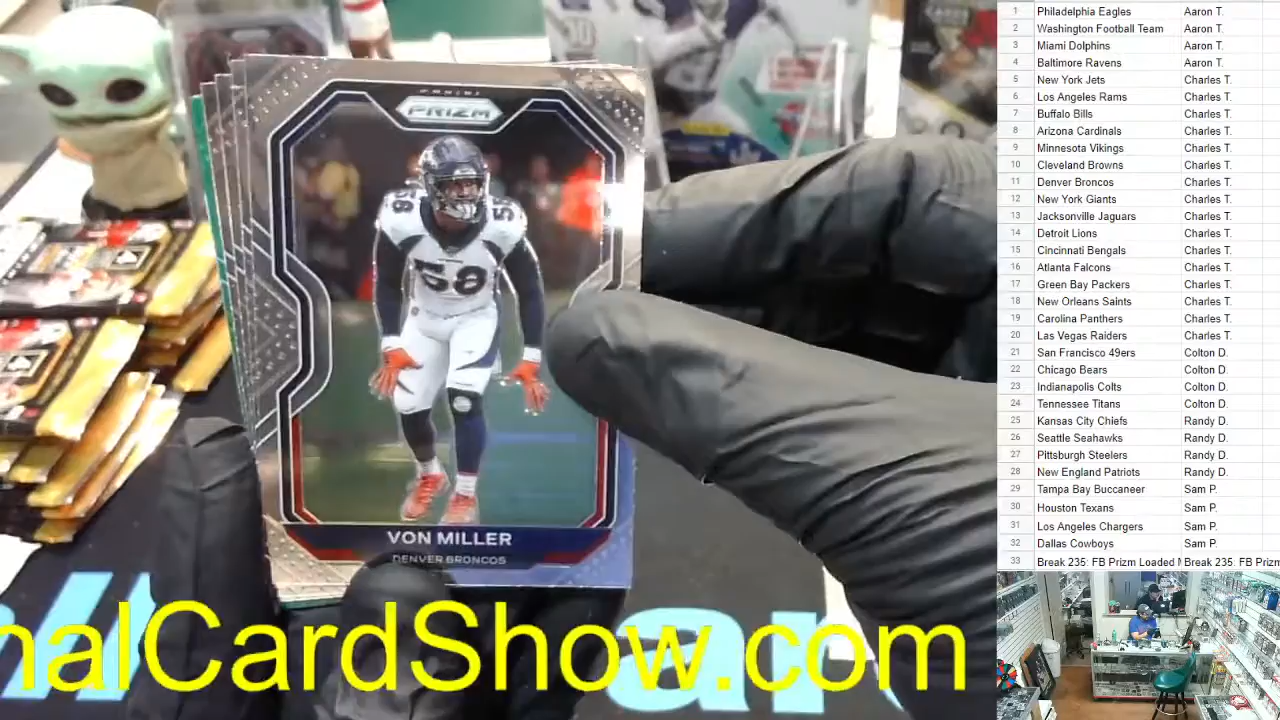 PANINI
PRIZM
58
58
58
VON MILLER
DENVER BRONCOS
nalCardShow.com
1 Philadelphia Eagles Aaron T.
2 Washington Football Team Aaron T.
3 Miami Dolphins Aaron T.
4 Baltimore Ravens Aaron T.
5 New York Jets Charles T.
6 Los Angeles Rams Charles T.
7 Buffalo Bills Charles T.
8 Arizona Cardinals Charles T.
9 Minnesota Vikings Charles T.
10 Cleveland Browns Charles T.
11 Denver Broncos Charles T.
12 New York Giants Charles T.
13 Jacksonville Jaguars Charles T.
14 Detroit Lions Charles T.
15 Cincinnati Bengals Charles T.
16 Atlanta Falcons Charles T.
17 Green Bay Packers Charles T.
18 New Orleans Saints Charles T.
19 Carolina Panthers Charles T.
20 Las Vegas Raiders Charles T.
21 San Francisco 49ers Colton D.
22 Chicago Bears Colton D.
23 Indianapolis Colts Colton D.
24 Tennessee Titans Colton D.
25 Kansas City Chiefs Randy D.
26 Seattle Seahawks Randy D.
27 Pittsburgh Steelers Randy D.
28 New England Patriots Randy D.
29 Tampa Bay Buccaneer Sam P.
30 Houston Texans Sam P.
31 Los Angeles Chargers Sam P.
32 Dallas Cowboys Sam P.
33 Break 235: FB Prizm Loaded Break 235: FB Prizm